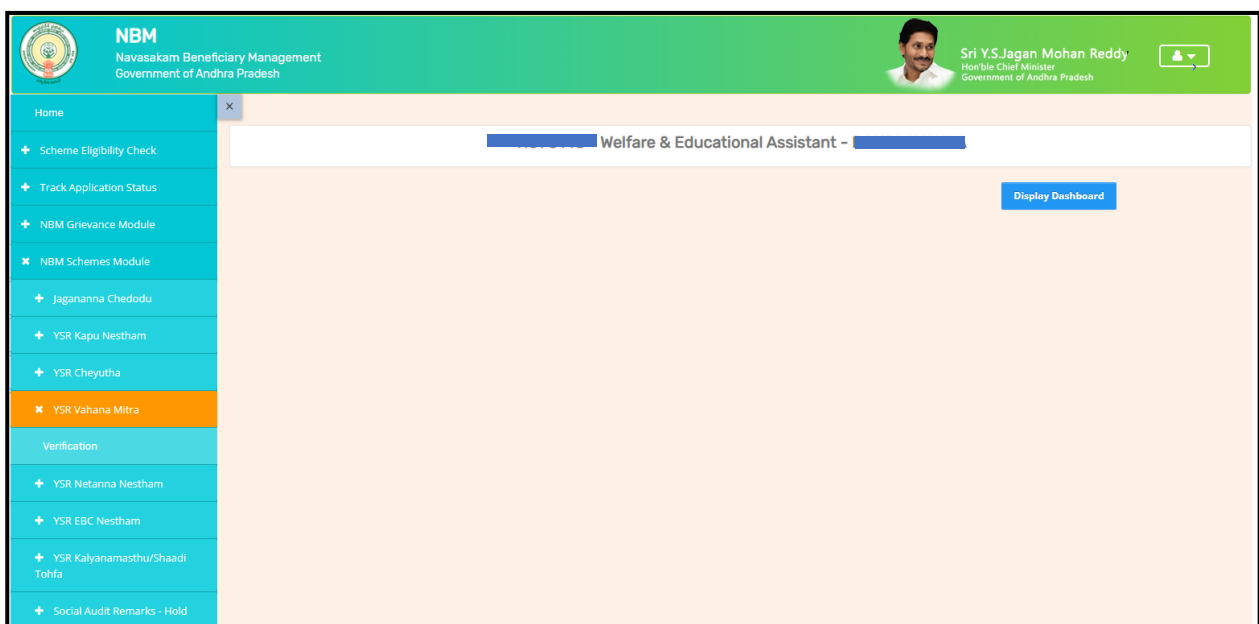 NBM
Navasakam Beneficiary Management
Government of Andhra Pradesh
Sri Y.S.Jagan Mohan Reddy
Hon'ble Chief Minister
Government of Andhra Pradesh
Home
×
Welfare & Educational Assistant -
Scheme Eligibility Check
Track Application Status
Display Dashboard
NBM Grievance Module
NBM Schemes Module
Jagananna Chedodu
YSR Kapu Nestham
YSR Cheyutha
YSR Vahana Mitra
Verification
YSR Netanna Nestham
YSR EBC Nestham
YSR Kalyanamasthu/Shaadi
Tohfa
Social Audit Remarks - Hold